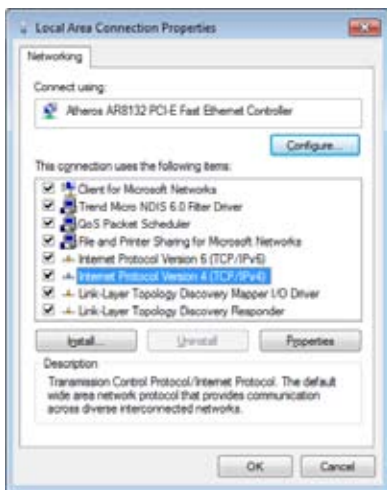 Local Area Connection Properties
Networking
Connect using:
Atheros AR8132 PCI-E Fast Ethernet Controller
Configure...
This connection uses the following items:
Client for Microsoft Networks
Trend Micro NDIS 6.0 Filter Driver
QoS Packet Scheduler
File and Printer Sharing for Microsoft Networks
Internet Protocol Version 6 (TCP/IPv6)
Internet Protocol Version 4 (TCP/IPv4)
Link-Layer Topology Discovery Mapper I/O Driver
Link-Layer Topology Discovery Responder
Install... Uninstall Properties
Description
Transmission Control Protocol/Internet Protocol. The default
wide area network protocol that provides communication
across diverse interconnected networks.
OK Cancel